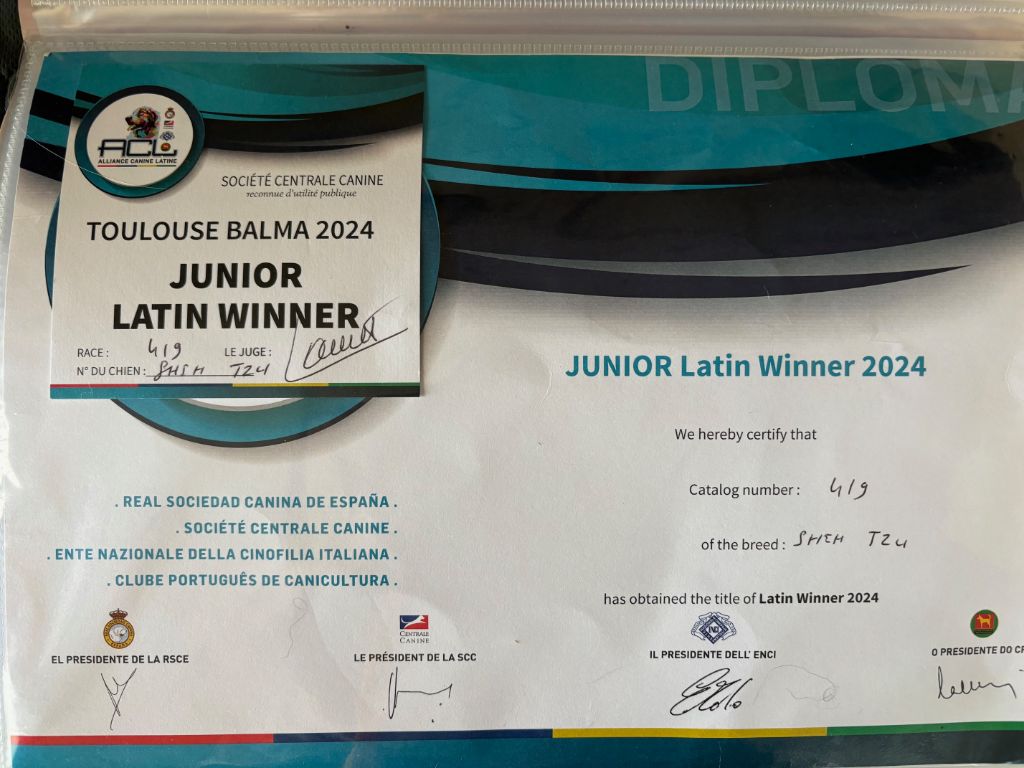 DIPLOMA
ACL
ALLIANCE CANINE LATINE
SOCIÉTÉ CENTRALE CANINE
reconnue d'utilité publique
TOULOUSE BALMA 2024
JUNIOR
LATIN WINNER
RACE : 419 LE JUGE :
N° DU CHIEN : SHIH TZU
JUNIOR Latin Winner 2024
We hereby certify that
Catalog number : 419
of the breed : SHIH TZU
has obtained the title of Latin Winner 2024
. REAL SOCIEDAD CANINA DE ESPAÑA .
. SOCIÉTÉ CENTRALE CANINE .
. ENTE NAZIONALE DELLA CINOFILIA ITALIANA .
. CLUBE PORTUGUÊS DE CANICULTURA .
CENTRALE
CANINE
EL PRESIDENTE DE LA RSCE
LE PRÉSIDENT DE LA SCC
IL PRESIDENTE DELL' ENCI
O PRESIDENTE DO CP